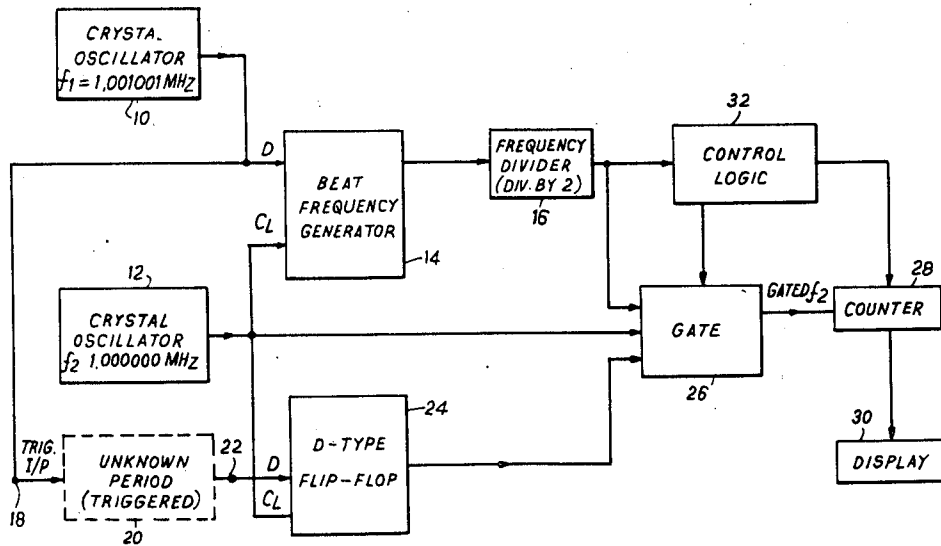 CRYSTAL
OSCILLATOR
f1 = 1,001001 MHZ
10
D
BEAT
FREQUENCY
GENERATOR
CL
14
FREQUENCY
DIVIDER
(DIV. BY 2)
16
32
CONTROL
LOGIC
12
CRYSTAL
OSCILLATOR
f2 1,000000 MHZ
GATE
26
GATED f2
28
COUNTER
30
DISPLAY
TRIG.
I/P
18
UNKNOWN
PERIOD
(TRIGGERED)
20
22
D
CL
24
D-TYPE
FLIP-FLOP